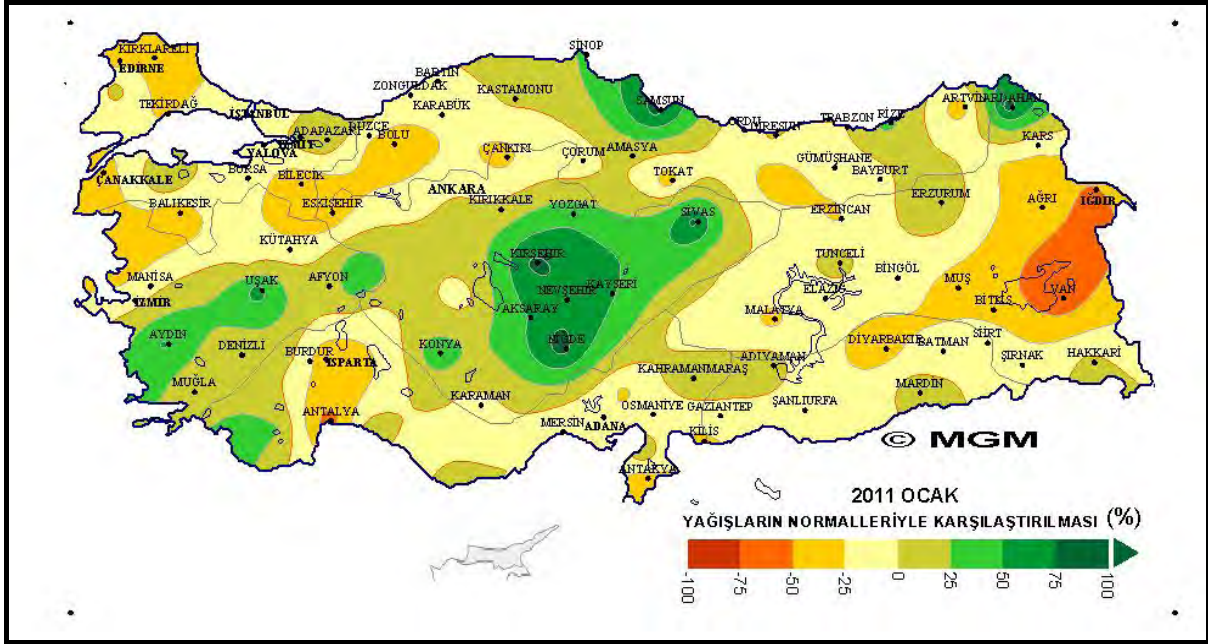 SİNOP
KIRKLARELİ
EDİRNE
BARTIN
ZONGULDAK
KASTAMONU
SAMSUN
TEKİRDAĞ
İSTANBUL
KARABÜK
ARTVİN
ARDAHAN
ADAPAZARI
DÜZCE
BOLU
ORDU
GİRESUN
TRABZON
RİZE
KARS
YALOVA
ÇANKIRI
ÇORUM
AMASYA
GÜMÜŞHANE
BAYBURT
ÇANAKKALE
BURSA
BİLECİK
ANKARA
TOKAT
ERZURUM
AĞRI
IĞDIR
BALIKESİR
ESKİŞEHİR
KIRIKKALE
YOZGAT
SİVAS
ERZİNCAN
KÜTAHYA
KIRŞEHİR
TUNCELİ
BİNGÖL
MANİSA
UŞAK
AFYON
NEVŞEHİR
KAYSERİ
ELAZIĞ
MUŞ
BİTLİS
VAN
İZMİR
AKSARAY
MALATYA
AYDIN
DENİZLİ
BURDUR
ISPARTA
KONYA
NİĞDE
DİYARBAKIR
BATMAN
SİİRT
ŞIRNAK
HAKKARİ
KAHRAMANMARAŞ
ADIYAMAN
MUĞLA
KARAMAN
MARDİN
ANTALYA
MERSİN
ADANA
OSMANİYE
GAZİANTEP
ŞANLIURFA
KİLİS
ANTAKYA
© MGM
2011 OCAK
YAĞIŞLARIN NORMALLERİYLE KARŞILAŞTIRILMASI (%)
-100 -75 -50 -25 0 25 50 75 100